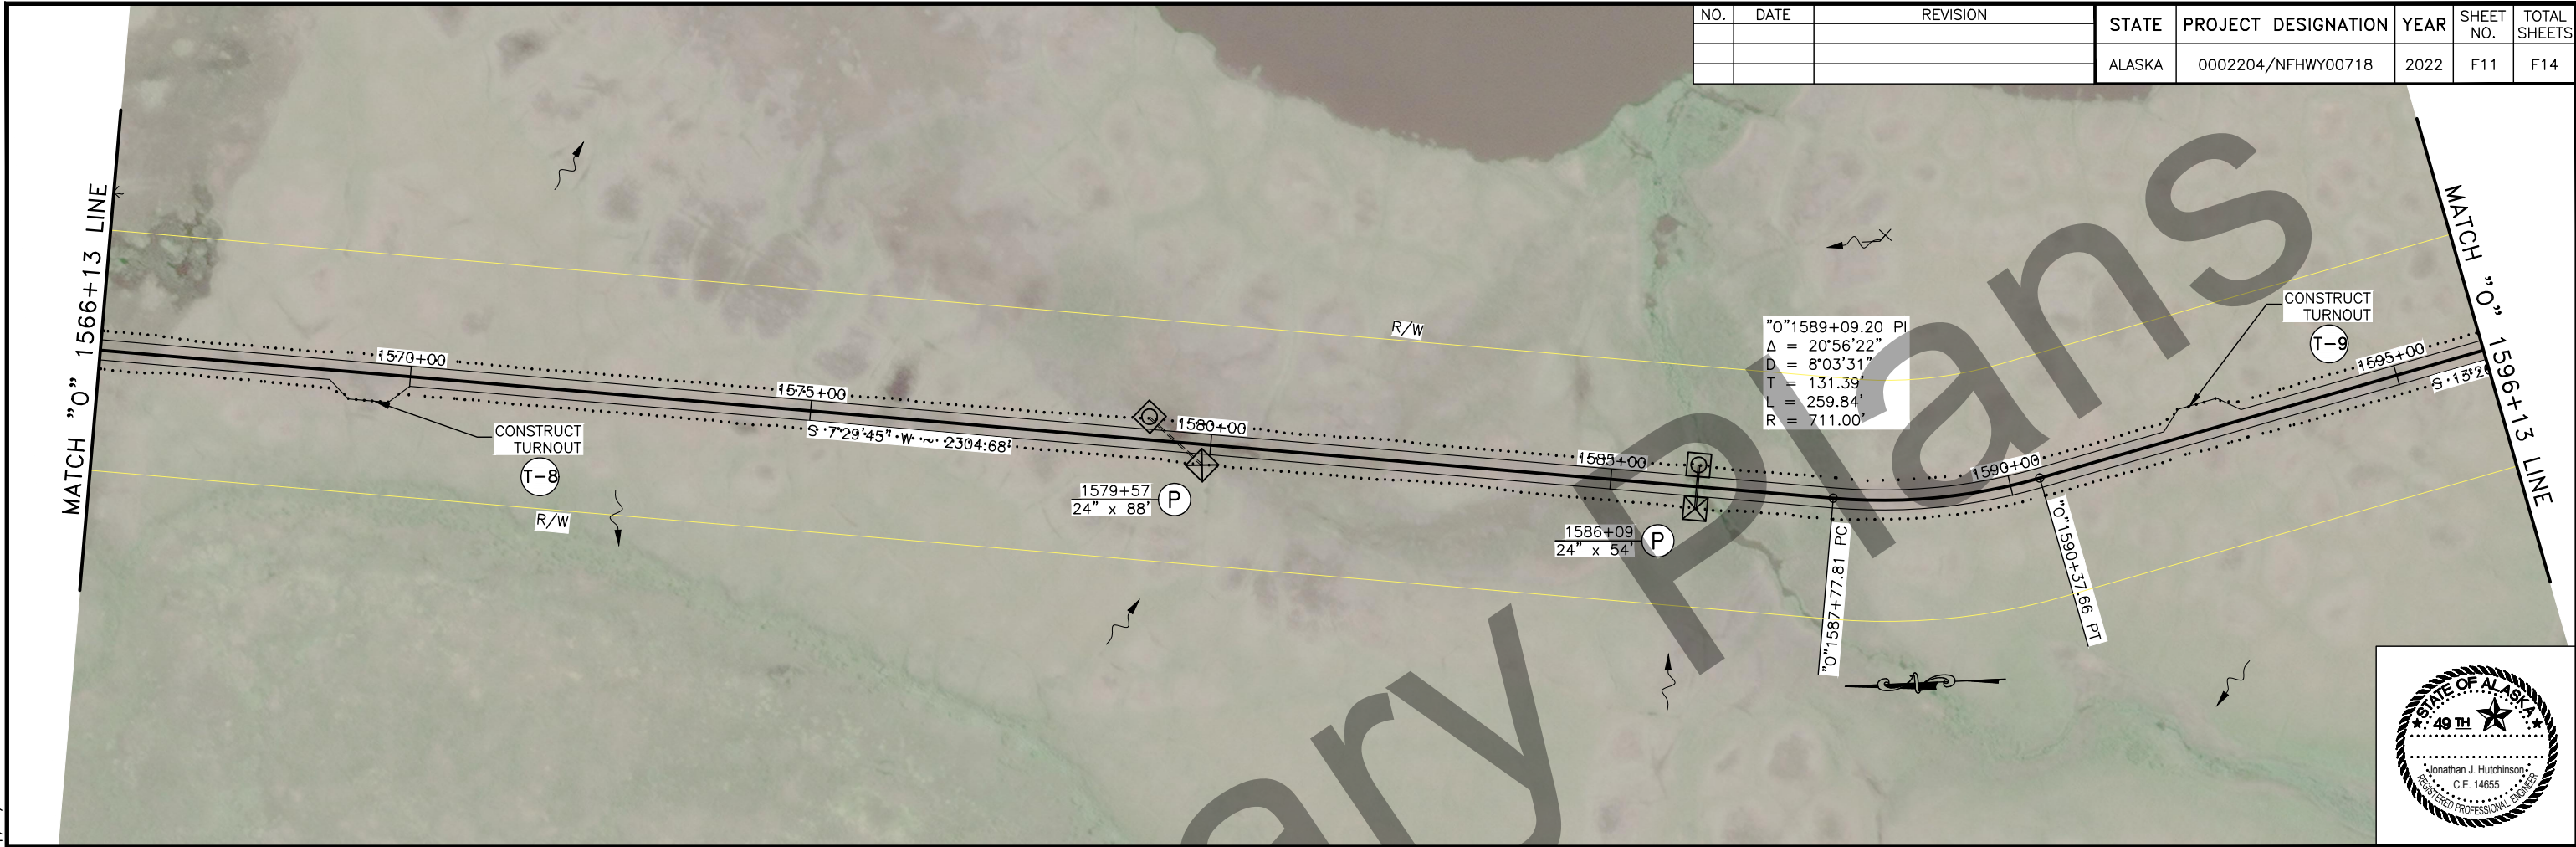 NO. DATE REVISION
STATE PROJECT DESIGNATION YEAR SHEET NO. TOTAL SHEETS
ALASKA 0002204/NFHWY00718 2022 F11 F14
MATCH "O" 1566+13 LINE
1570+00
CONSTRUCT
TURNOUT
T-8
R/W
1575+00
S 7°29'45" W ~ 2304.68'
1580+00
1579+57
24" x 88'
P
R/W
1585+00
1586+09
24" x 54'
P
"O"1589+09.20 PI
Δ = 20°56'22"
D = 8°03'31"
T = 131.39'
L = 259.84'
R = 711.00'
"O"1587+77.81 PC
1590+00
"O"1590+37.66 PT
CONSTRUCT
TURNOUT
T-9
1595+00
S 13°
MATCH "O" 1596+13 LINE
ary Plans
STATE OF ALASKA
49 TH
Jonathan J. Hutchinson
C.E. 14655
REGISTERED PROFESSIONAL ENGINEER